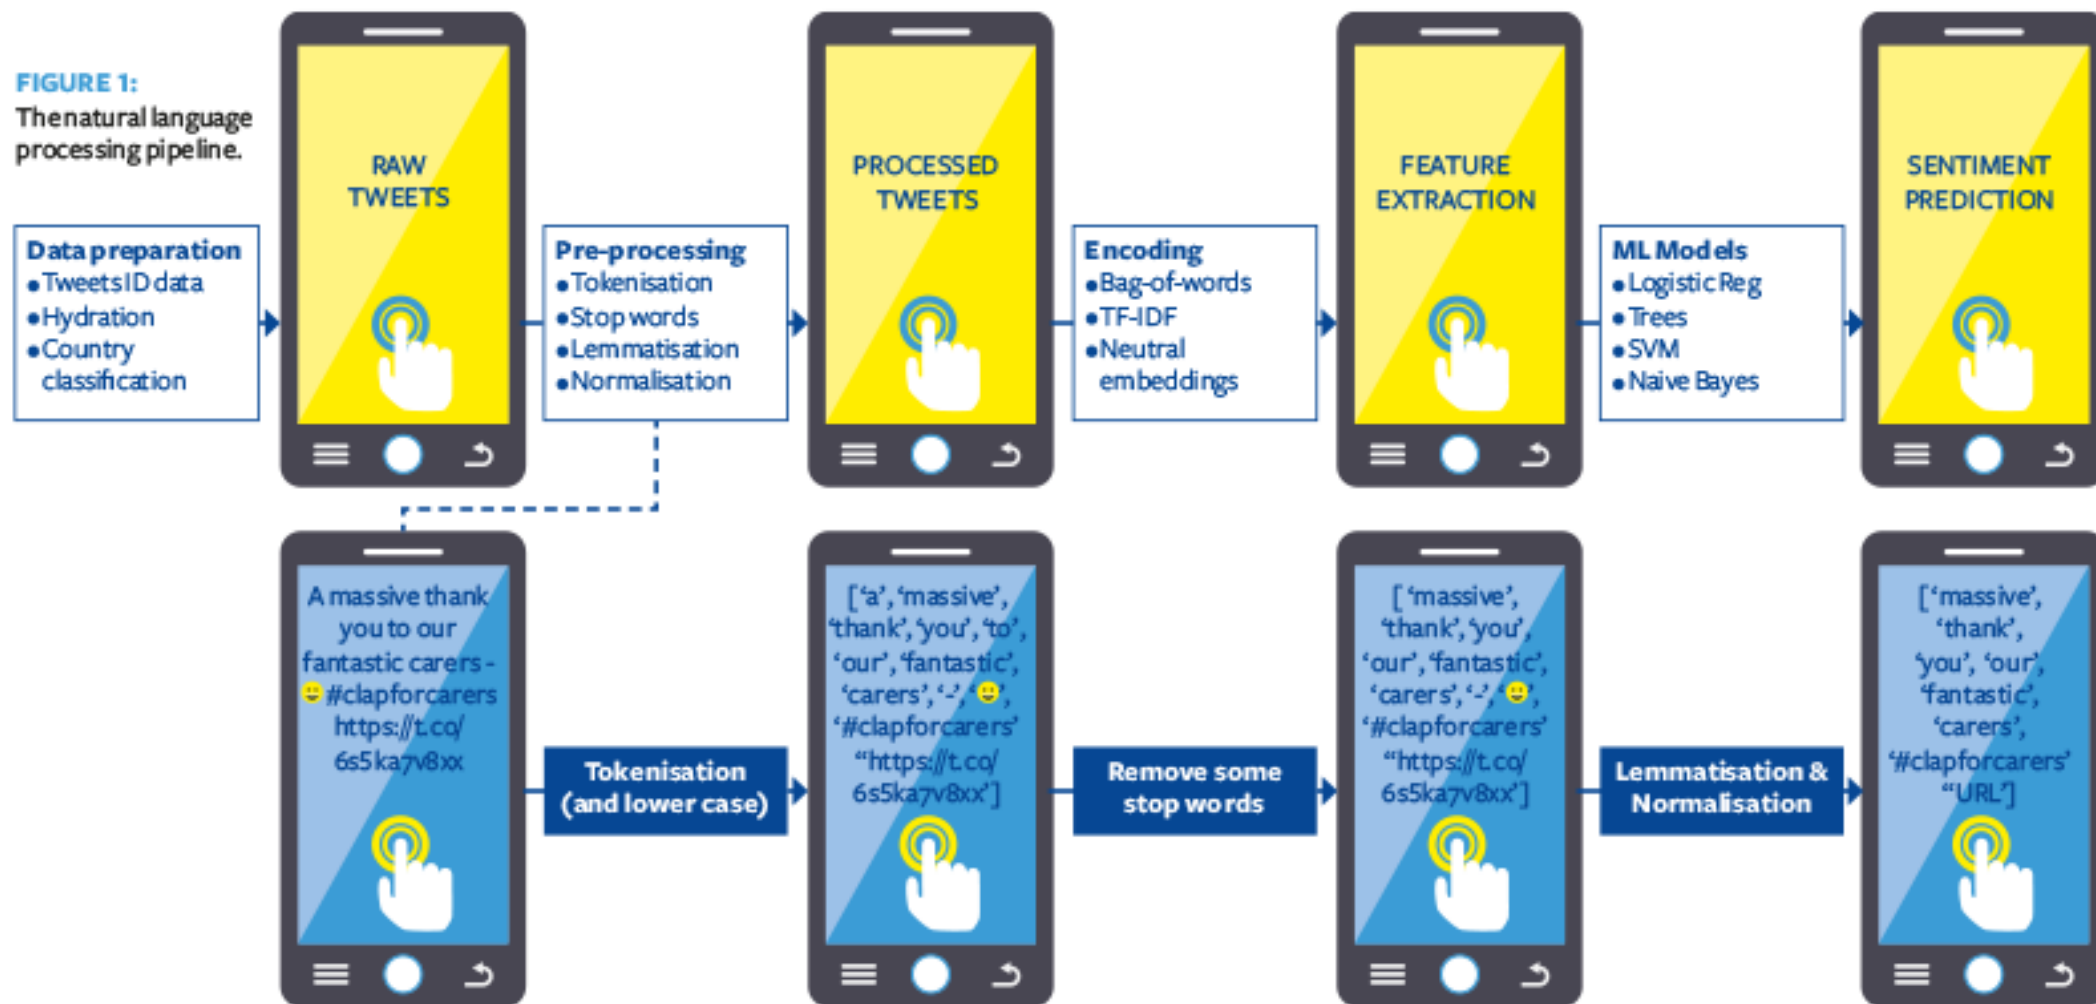 FIGURE 1:
The natural language
processing pipeline.
Data preparation
•Tweets ID data
•Hydration
•Country
classification
RAW
TWEETS
Pre-processing
•Tokenisation
•Stop words
•Lemmatisation
•Normalisation
PROCESSED
TWEETS
Encoding
•Bag-of-words
•TF-IDF
•Neutral
embeddings
FEATURE
EXTRACTION
ML Models
•Logistic Reg
•Trees
•SVM
•Naive Bayes
SENTIMENT
PREDICTION
A massive thank
you to our
fantastic carers -
😀#clapforcarers
https://t.co/
6s5ka7v8xx
Tokenisation
(and lower case)
[‘a’, ‘massive’,
‘thank’, ‘you’, ‘to’,
‘our’, ‘fantastic’,
‘carers’, ‘-’, ‘😀’,
‘#clapforcarers’
“https://t.co/
6s5ka7v8xx’]
Remove some
stop words
[‘massive’,
‘thank’, ‘you’,
‘our’, ‘fantastic’,
‘carers’, ‘-’, ‘😀’,
‘#clapforcarers’
“https://t.co/
6s5ka7v8xx’]
Lemmatisation &
Normalisation
[‘massive’,
‘thank’,
‘you’, ‘our’,
‘fantastic’,
‘carers’,
‘#clapforcarers’
“URL’]